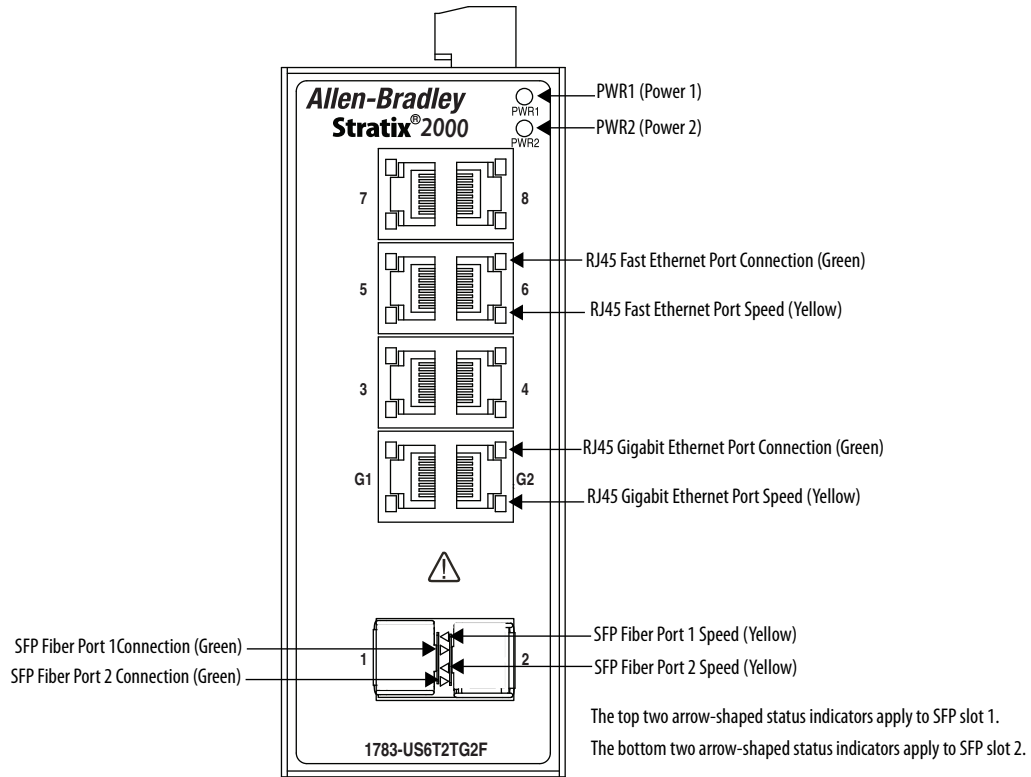 Allen-Bradley
Stratix®2000
PWR1
PWR2
PWR1 (Power 1)
PWR2 (Power 2)
7
8
5
6
RJ45 Fast Ethernet Port Connection (Green)
RJ45 Fast Ethernet Port Speed (Yellow)
3
4
G1
G2
RJ45 Gigabit Ethernet Port Connection (Green)
RJ45 Gigabit Ethernet Port Speed (Yellow)
SFP Fiber Port 1Connection (Green)
SFP Fiber Port 2 Connection (Green)
1
2
SFP Fiber Port 1 Speed (Yellow)
SFP Fiber Port 2 Speed (Yellow)
The top two arrow-shaped status indicators apply to SFP slot 1.
The bottom two arrow-shaped status indicators apply to SFP slot 2.
1783-US6T2TG2F